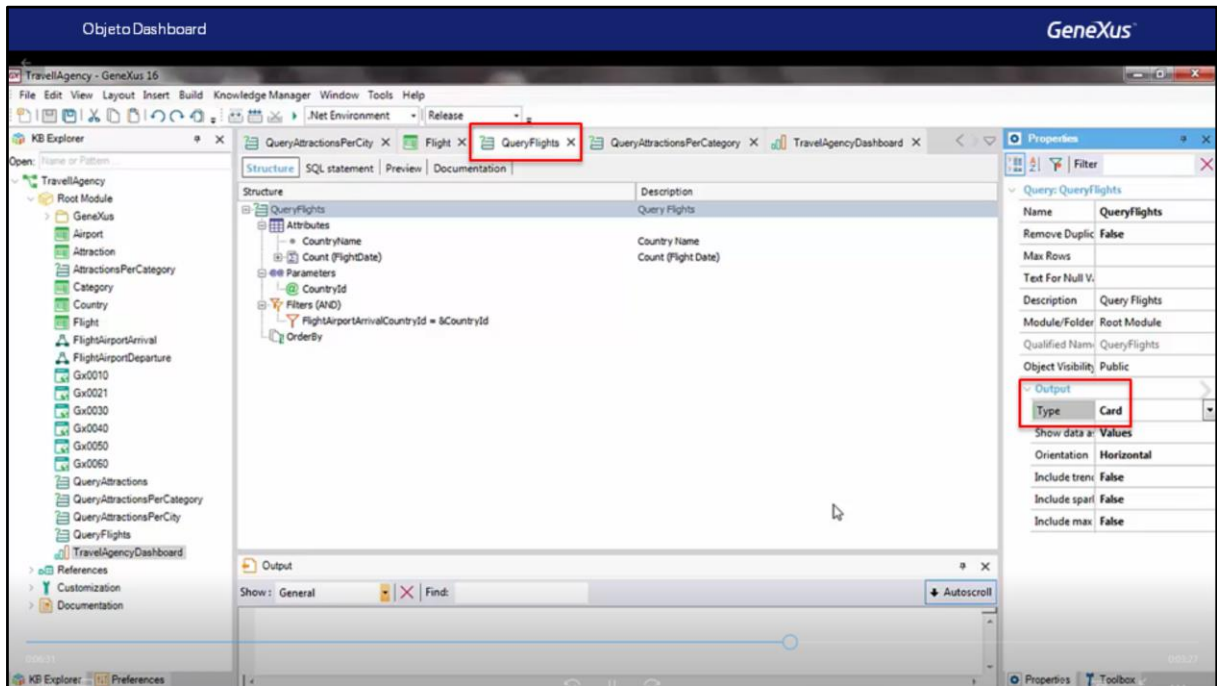 Objeto Dashboard
GeneXus
TravellAgency - GeneXus 16
File Edit View Layout Insert Build Knowledge Manager Window Tools Help
.Net Environment Release
KB Explorer
Open: Name or Pattern ...
TravellAgency
Root Module
GeneXus
Airport
Attraction
AttractionsPerCategory
Category
Country
Flight
FlightAirportArrival
FlightAirportDeparture
Gx0010
Gx0021
Gx0030
Gx0040
Gx0050
Gx0060
QueryAttractions
QueryAttractionsPerCategory
QueryAttractionsPerCity
QueryFlights
TravelAgencyDashboard
References
Customization
Documentation
KB Explorer Preferences
QueryAttractionsPerCity X Flight X QueryFlights X QueryAttractionsPerCategory X TravelAgencyDashboard X
Structure SQL statement Preview Documentation
Structure Description
QueryFlights Query Flights
Attributes
CountryName Country Name
Count (FlightDate) Count (Flight Date)
Parameters
CountryId
Filters (AND)
FlightAirportArrivalCountryId = &CountryId
OrderBy
Output
Show: General Find: Autoscroll
Properties
Filter
Query: QueryFlights
Name QueryFlights
Remove Duplic False
Max Rows
Text For Null V
Description Query Flights
Module/Folder Root Module
Qualified Nam QueryFlights
Object Visibility Public
Output
Type Card
Show data a Values
Orientation Horizontal
Include tren False
Include spar False
Include max False
Properties Toolbox